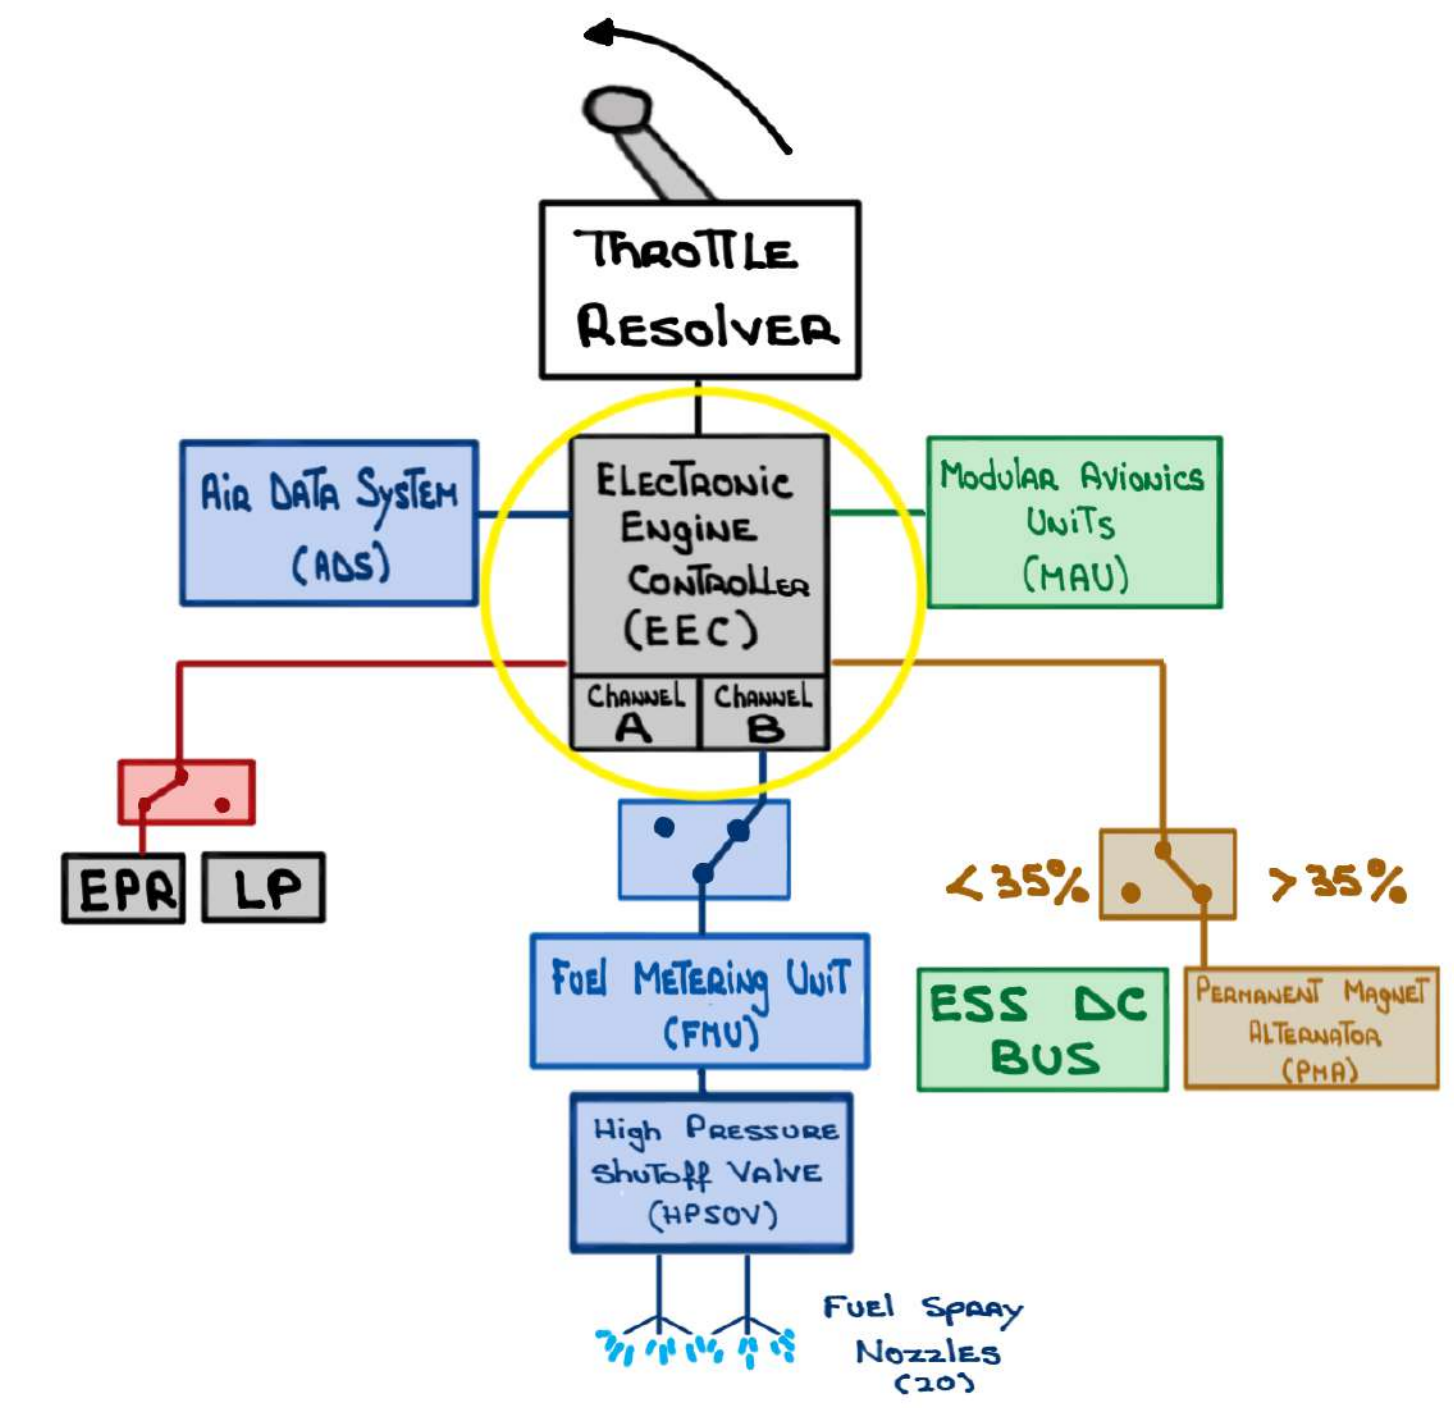 Throttle
Resolver
Air Data System
(ADS)
Electronic
Engine
Controller
(EEC)
Channel
A
Channel
B
Modular Avionics
Units
(MAU)
EPR
LP
<35%
>35%
Fuel Metering Unit
(FMU)
ESS DC
BUS
Permanent Magnet
Alternator
(PMA)
High Pressure
Shutoff Valve
(HPSOV)
Fuel Spray
Nozzles
(20)